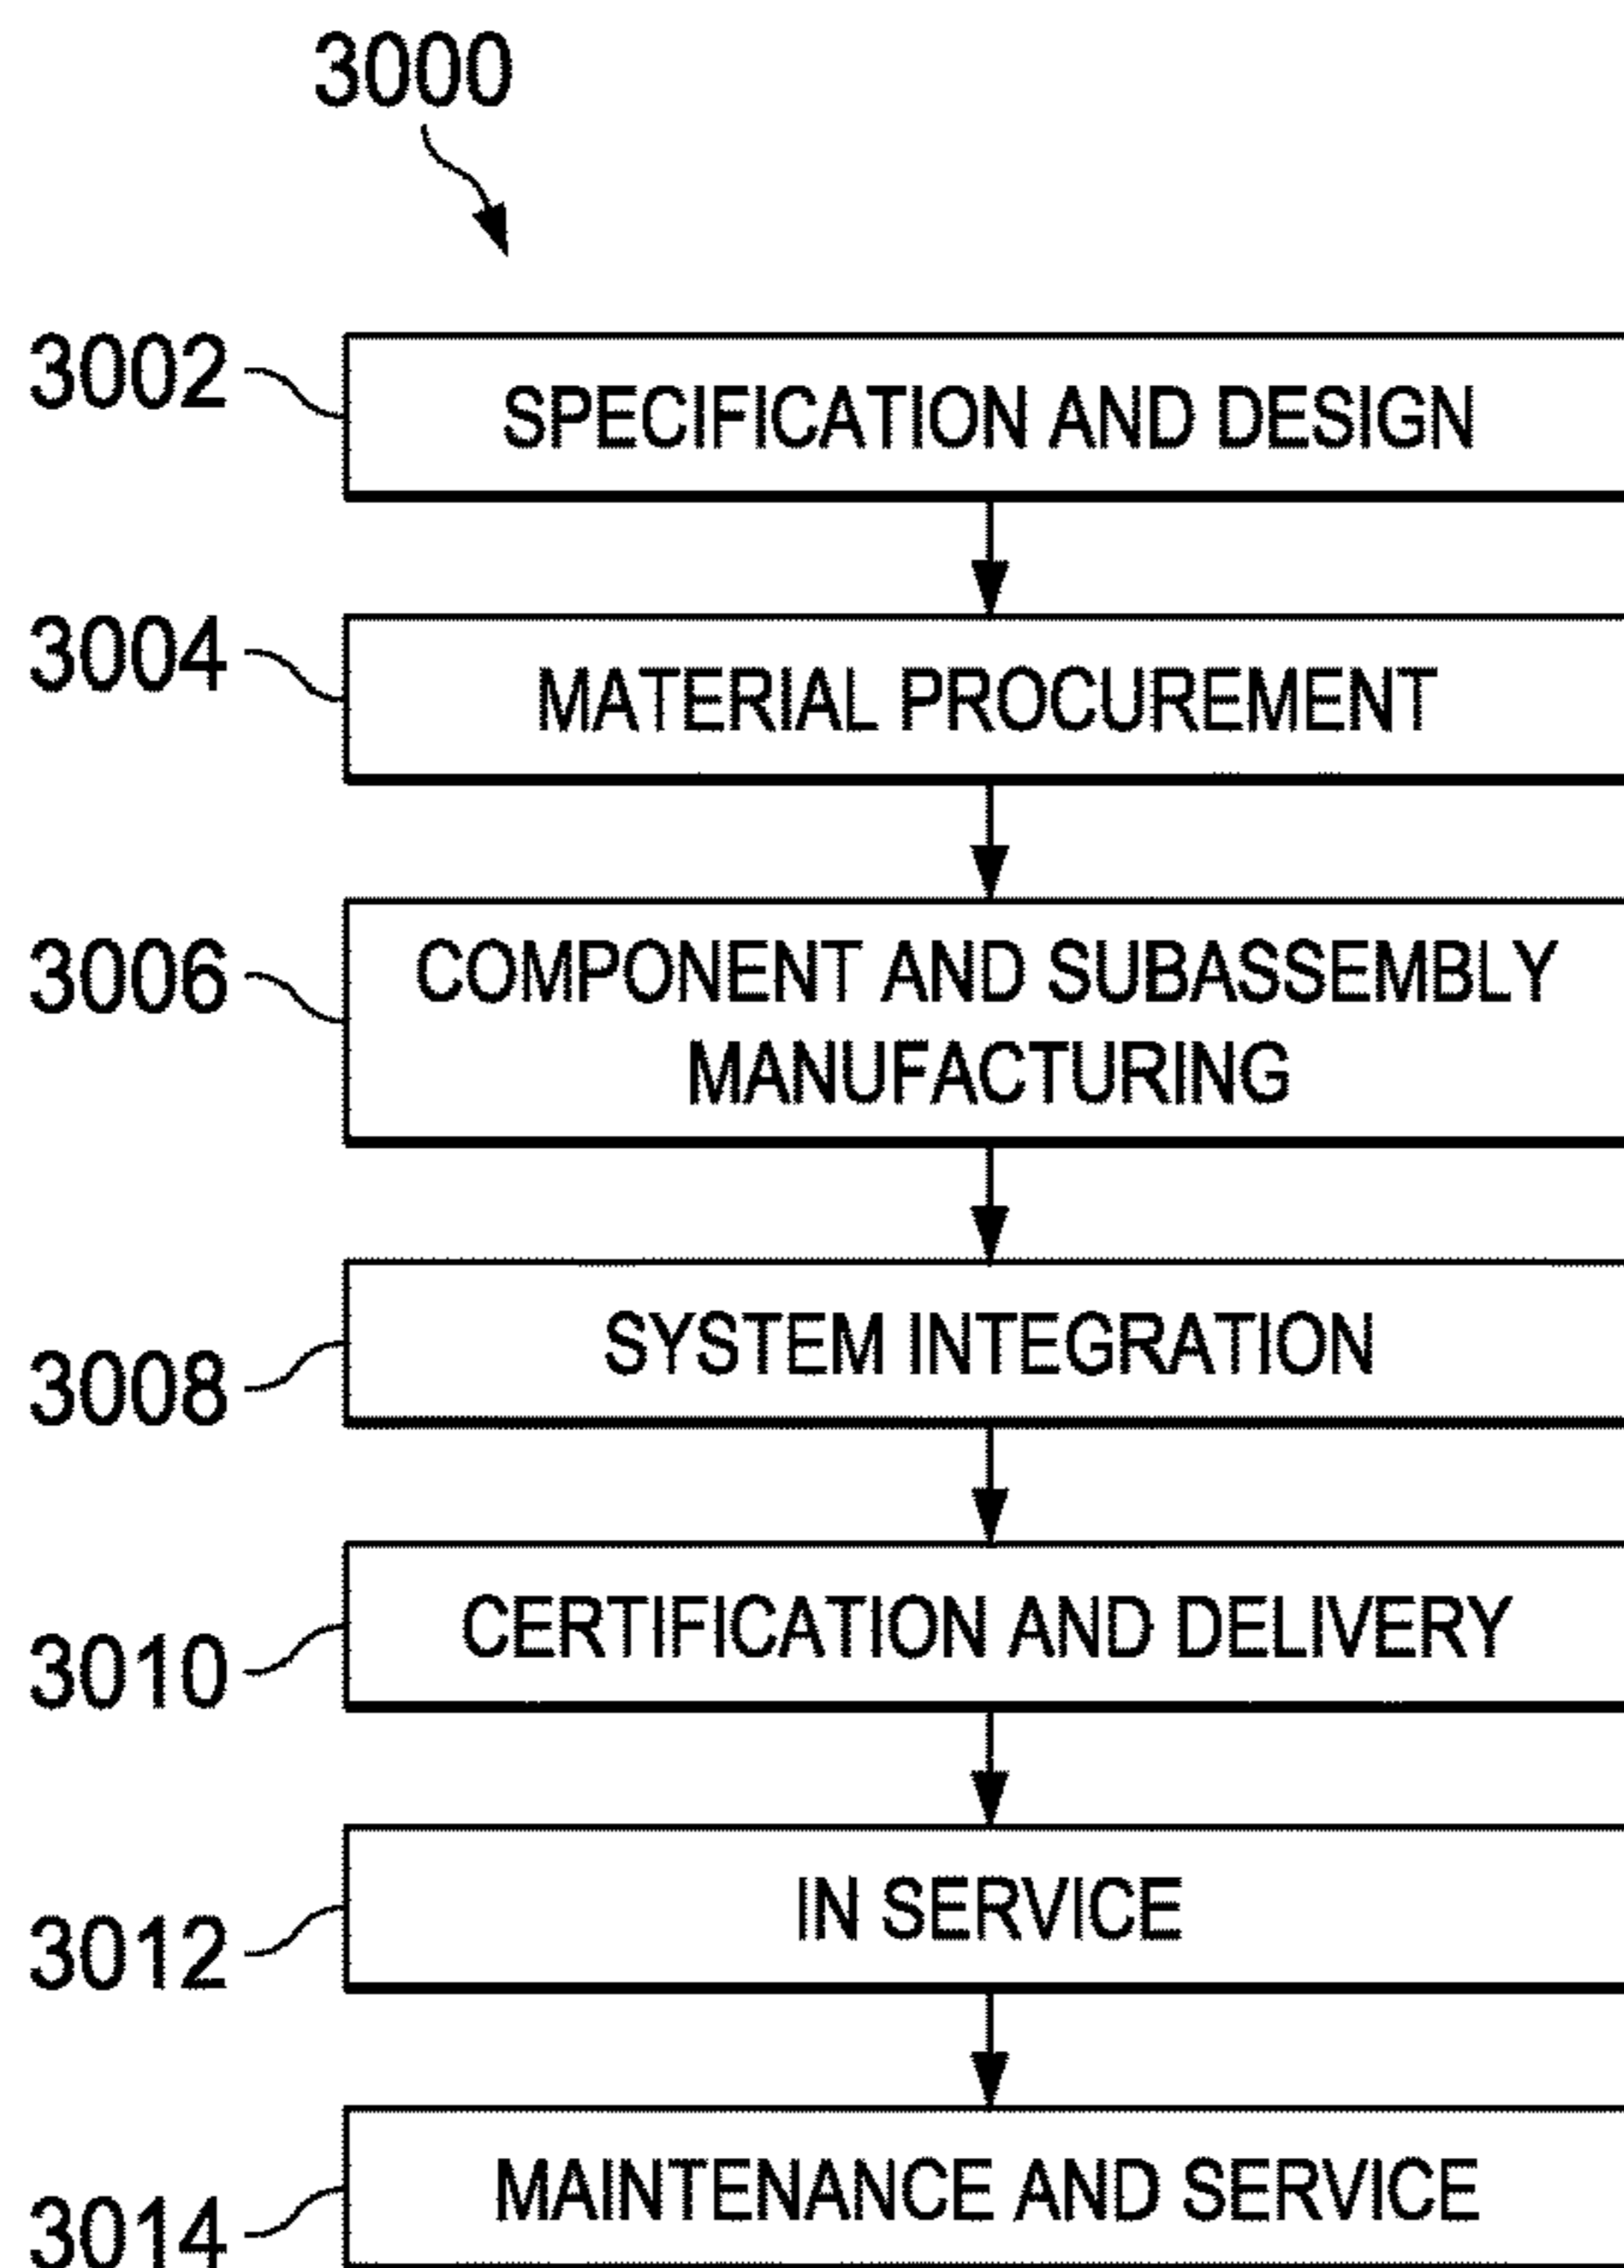 3000
3002
SPECIFICATION AND DESIGN
3004
MATERIAL PROCUREMENT
3006
COMPONENT AND SUBASSEMBLY
MANUFACTURING
3008
SYSTEM INTEGRATION
3010
CERTIFICATION AND DELIVERY
3012
IN SERVICE
3014
MAINTENANCE AND SERVICE